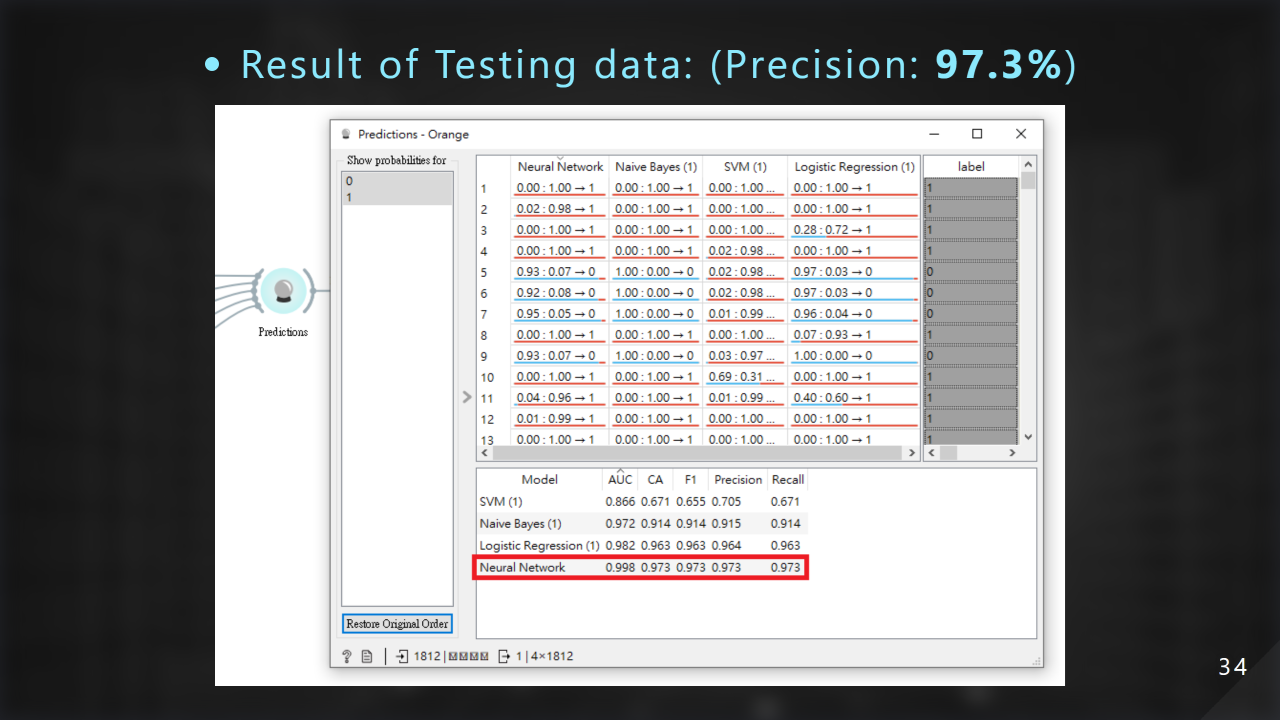 • Result of Testing data: (Precision: 97.3%)
Predictions - Orange
Show probabilities for
0
1
Predictions
Restore Original Order
Neural Network Naive Bayes (1) SVM (1) Logistic Regression (1) label
1 0.00 : 1.00 → 1 0.00 : 1.00 → 1 0.00 : 1.00 ... 0.00 : 1.00 → 1 1
2 0.02 : 0.98 → 1 0.00 : 1.00 → 1 0.00 : 1.00 ... 0.00 : 1.00 → 1 1
3 0.00 : 1.00 → 1 0.00 : 1.00 → 1 0.00 : 1.00 ... 0.28 : 0.72 → 1 1
4 0.00 : 1.00 → 1 0.00 : 1.00 → 1 0.02 : 0.98 ... 0.00 : 1.00 → 1 1
5 0.93 : 0.07 → 0 1.00 : 0.00 → 0 0.02 : 0.98 ... 0.97 : 0.03 → 0 0
6 0.92 : 0.08 → 0 1.00 : 0.00 → 0 0.02 : 0.98 ... 0.97 : 0.03 → 0 0
7 0.95 : 0.05 → 0 1.00 : 0.00 → 0 0.01 : 0.99 ... 0.96 : 0.04 → 0 0
8 0.00 : 1.00 → 1 0.00 : 1.00 → 1 0.00 : 1.00 ... 0.07 : 0.93 → 1 1
9 0.93 : 0.07 → 0 1.00 : 0.00 → 0 0.03 : 0.97 ... 1.00 : 0.00 → 0 0
10 0.00 : 1.00 → 1 0.00 : 1.00 → 1 0.69 : 0.31 ... 0.00 : 1.00 → 1 1
11 0.04 : 0.96 → 1 0.00 : 1.00 → 1 0.01 : 0.99 ... 0.40 : 0.60 → 1 1
12 0.01 : 0.99 → 1 0.00 : 1.00 → 1 0.00 : 1.00 ... 0.00 : 1.00 → 1 1
13 0.00 : 1.00 → 1 0.00 : 1.00 → 1 0.00 : 1.00 ... 0.00 : 1.00 → 1 1
Model AUC CA F1 Precision Recall
SVM (1) 0.866 0.671 0.655 0.705 0.671
Naive Bayes (1) 0.972 0.914 0.914 0.915 0.914
Logistic Regression (1) 0.982 0.963 0.963 0.964 0.963
Neural Network 0.998 0.973 0.973 0.973 0.973
? 1812 | 1 | 4×1812
34